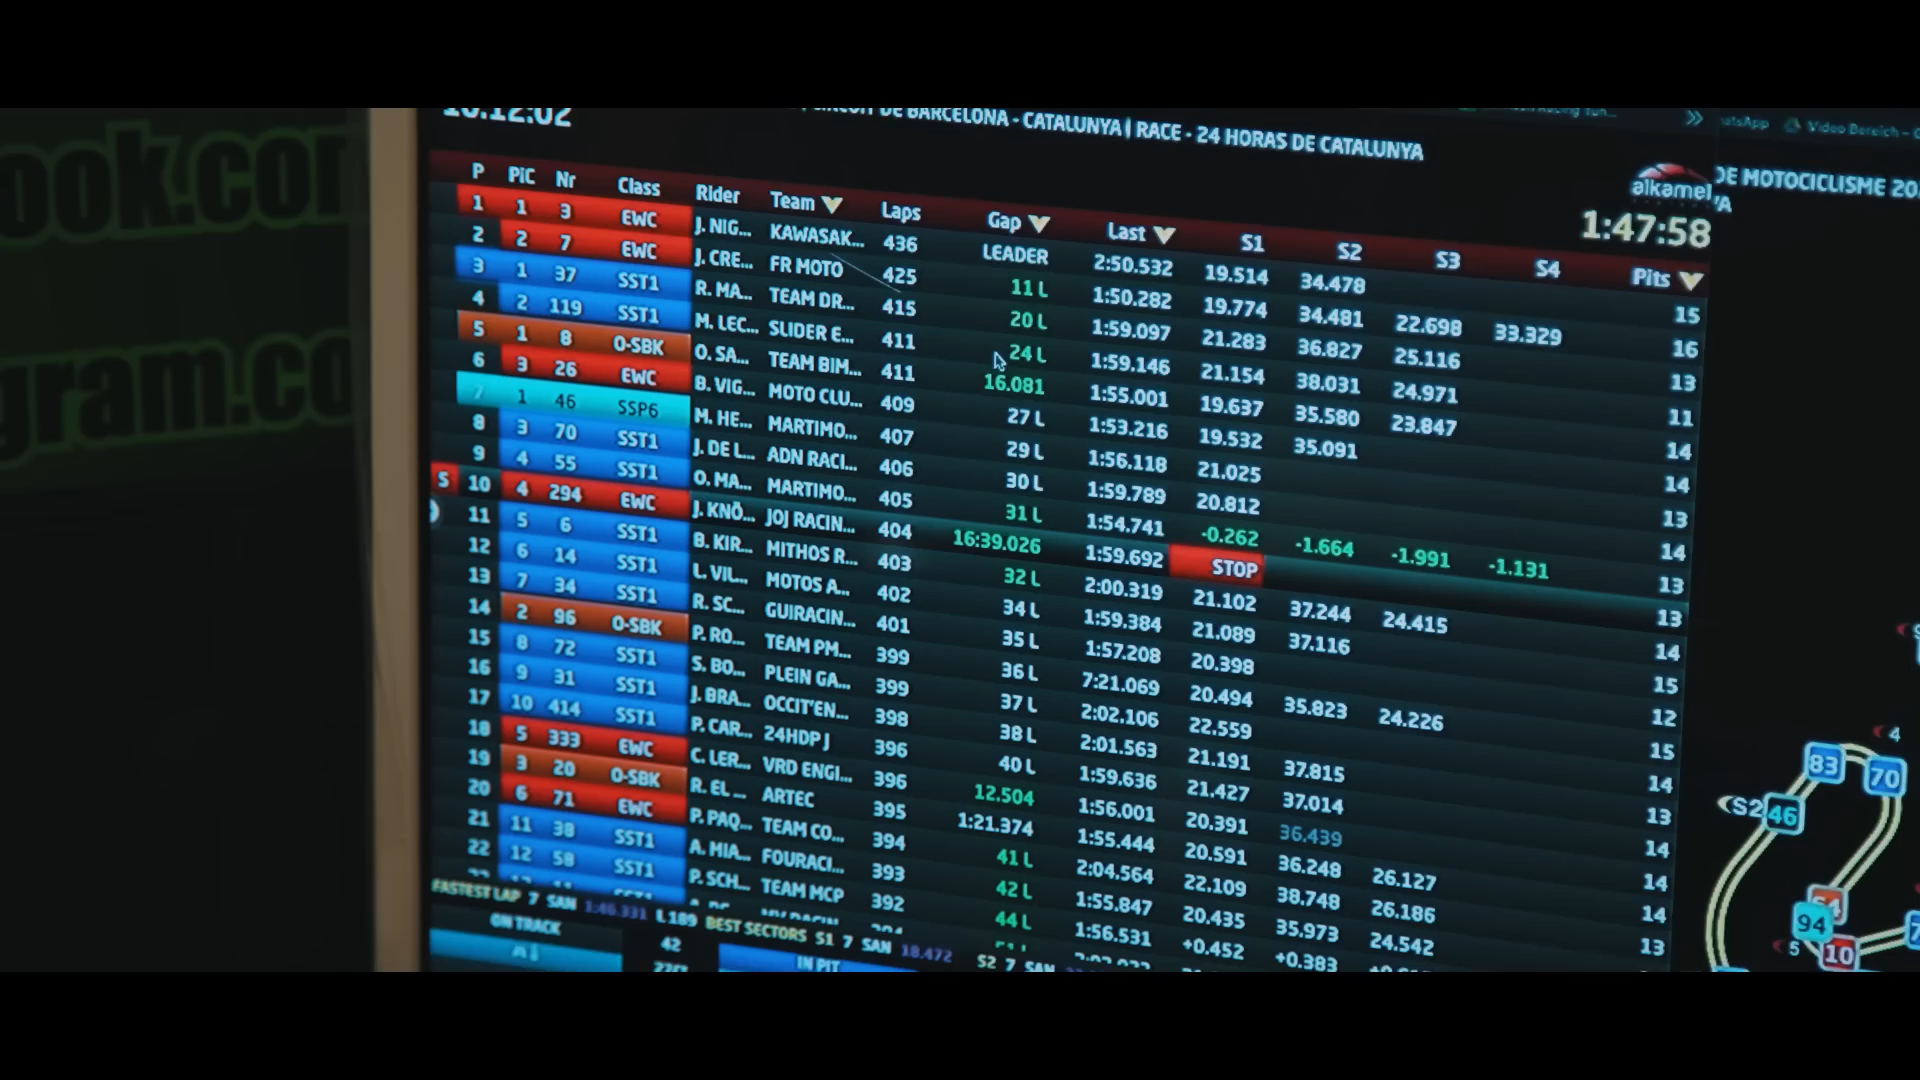 ook.com
gram.co
16:12:02
CIRCUIT DE BARCELONA - CATALUNYA | RACE - 24 HORAS DE CATALUNYA
Video Bereich -
alkamel
DE MOTOCICLISME 20
1:47:58
P PiC Nr Class Rider Team Laps Gap Last S1 S2 S3 S4 Pits
1 1 3 EWC J. NIG... KAWASAK... 436 LEADER 2:50.532 19.514 34.478 15
2 2 7 EWC J. CRE... FR MOTO 425 11 L 1:50.282 19.774 34.481 22.698 33.329 16
3 1 37 SST1 R. MA... TEAM DR... 415 20 L 1:59.097 21.283 36.827 25.116 13
4 2 119 SST1 M. LEC... SLIDER E... 411 24 L 1:59.146 21.154 38.031 24.971 11
5 1 8 O-SBK O. SA... TEAM BIM... 411 16.081 1:55.001 19.637 35.580 23.847 14
6 3 26 EWC B. VIG... MOTO CLU... 409 27 L 1:53.216 19.532 35.091 14
7 1 46 SSP6 M. HE... MARTIMO... 407 29 L 1:56.118 21.025 13
8 3 70 SST1 J. DE L... ADN RACI... 406 30 L 1:59.789 20.812 14
9 4 55 SST1 O. MA... MARTIMO... 405 31 L 1:54.741 -0.262 -1.664 -1.991 -1.131 13
S 10 4 294 EWC J. KNÖ... JOJ RACIN... 404 16:39.026 1:59.692 STOP 13
11 5 6 SST1 B. KIR... MITHOS R... 403 32 L 2:00.319 21.102 37.244 24.415 14
12 6 14 SST1 L. VIL... MOTOS A... 402 34 L 1:59.384 21.089 37.116 15
13 7 34 SST1 R. SC... GUIRACIN... 401 35 L 1:57.208 20.398 12
14 2 96 O-SBK P. RO... TEAM PM... 399 36 L 7:21.069 20.494 35.823 24.226 15
15 8 72 SST1 S. BO... PLEIN GA... 399 37 L 2:02.106 22.559 14
16 9 31 SST1 J. BRA... OCCIT'EN... 398 38 L 2:01.563 21.191 37.815 13
17 10 414 SST1 P. CAR... 24HDP J 396 40 L 1:59.636 21.427 37.014 14
18 5 333 EWC C. LER... VRD ENGI... 396 12.504 1:56.001 20.391 36.439 14
19 3 20 O-SBK R. EL ... ARTEC 395 1:21.374 1:55.444 20.591 36.248 26.127 14
20 6 71 EWC P. PAQ... TEAM CO... 394 41 L 2:04.564 22.109 38.748 26.186 13
21 11 38 SST1 A. MIA... FOURACI... 393 42 L 1:55.847 20.435 35.973 24.542
22 12 58 SST1 P. SCH... TEAM MCP 392 44 L 1:56.531 +0.452 +0.383
FASTEST LAP 7 SAN 1:46.331 L189 BEST SECTORS S1 7 SAN 18.472 S2 7 SAN
ON TRACK 42 IN PIT
4
83 70
S2 46
54
94
5 10